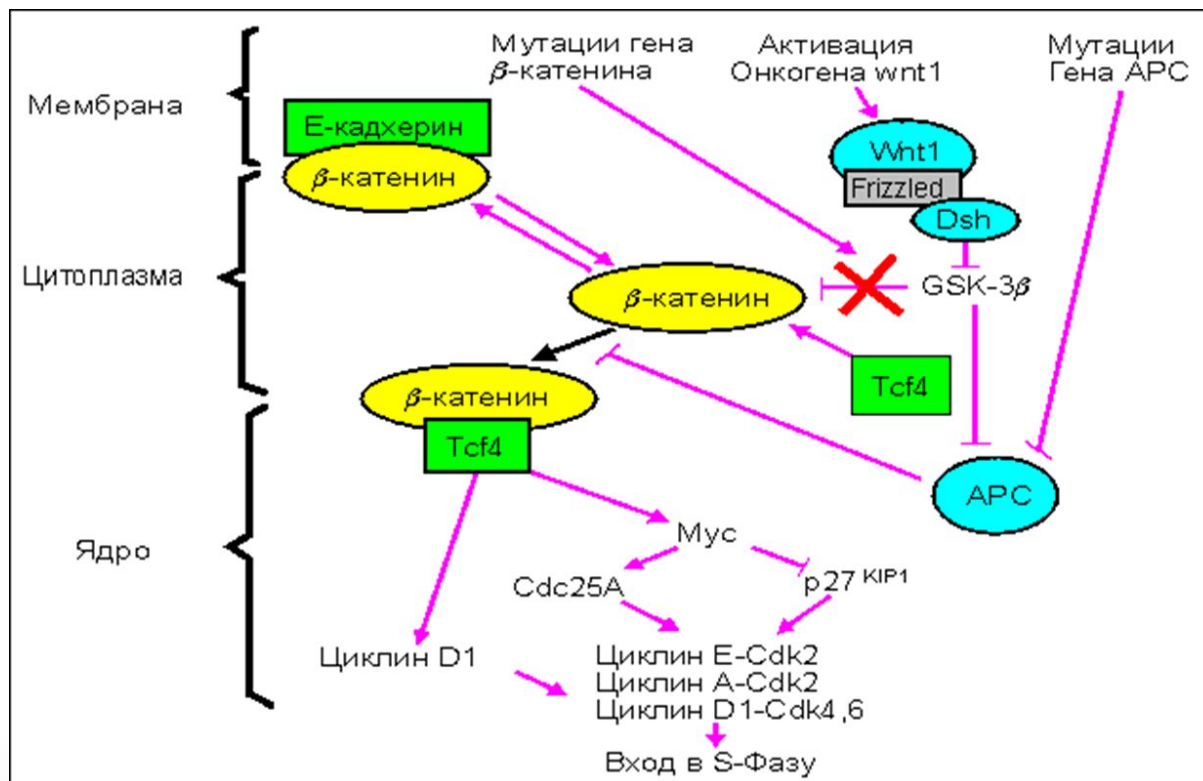 Мутации гена
β-катенина
Активация
Онкогена wnt1
Мутации
Гена APC
Мембрана
Е-кадхерин
β-катенин
Wnt1
Frizzled
Dsh
Цитоплазма
β-катенин
GSK-3β
β-катенин
Tcf4
Tcf4
APC
Ядро
Myc
Cdc25A
p27 KIP1
Циклин D1
Циклин E-Cdk2
Циклин A-Cdk2
Циклин D1-Cdk4,6
Вход в S-Фазу